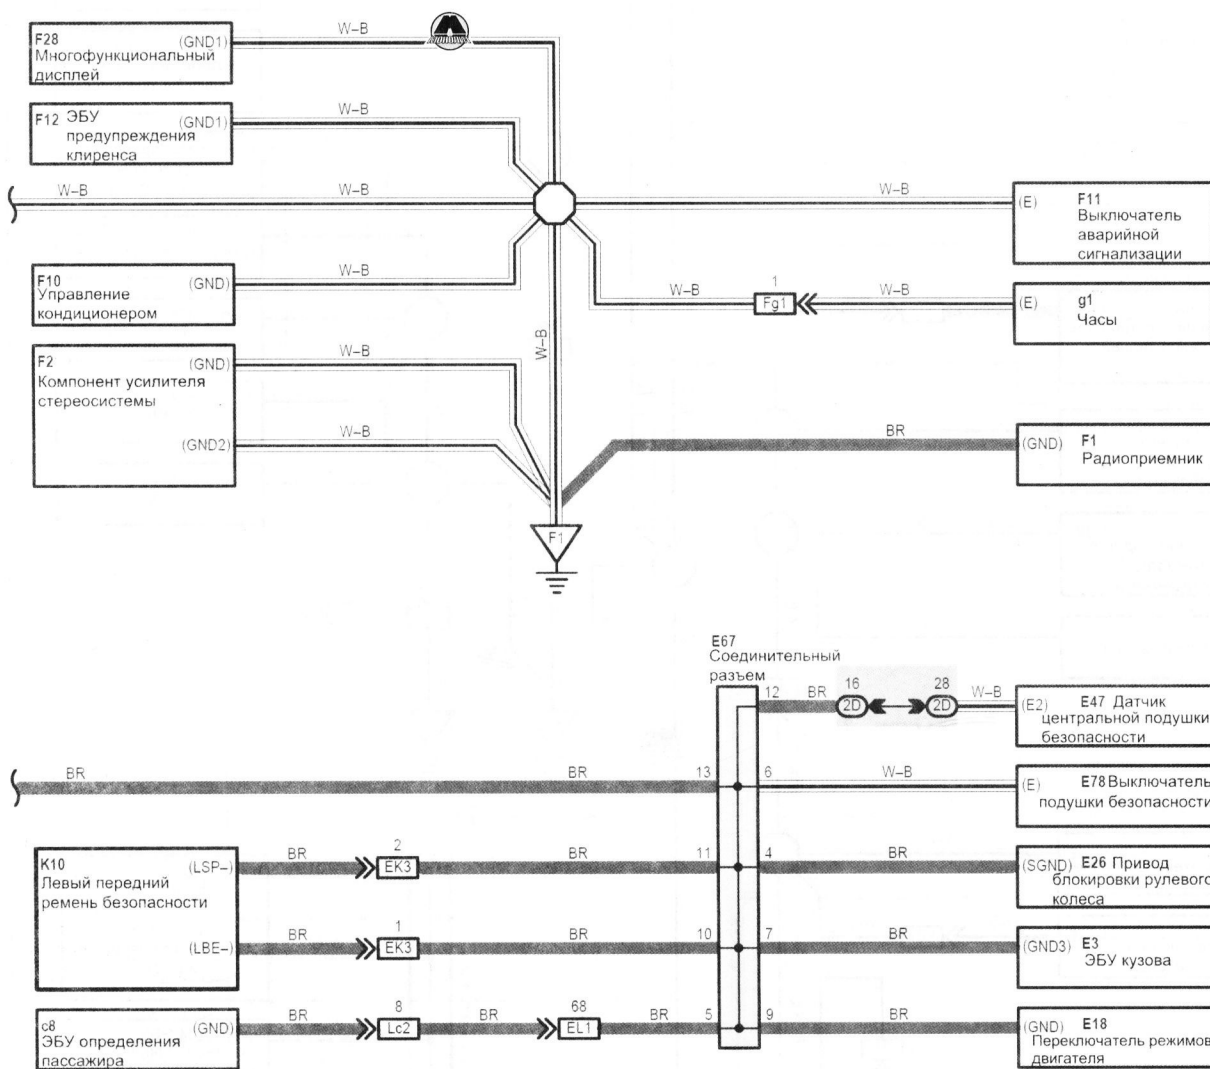 W–B
F28 (GND1)
Многофункциональный
дисплей
W–B
F12 ЭБУ (GND1)
предупреждения
клиренса
W–B W–B W–B
(E) F11
Выключатель
аварийной
сигнализации
F10 (GND)
Управление
кондиционером
W–B
W–B
1
Fg1
W–B
(E) g1
Часы
W–B
F2 (GND)
Компонент усилителя
стереосистемы
W–B
(GND2)
W–B
BR
(GND) F1
Радиоприемник
F1
E67
Соединительный
разъем
12 BR
16
2D
28
2D
W–B
(E2) E47 Датчик
центральной подушки
безопасности
BR BR 13
6 W–B
(E) E78 Выключатель
подушки безопасности
K10 (LSP–)
Левый передний
ремень безопасности
BR
2
EK3
BR 11
4 BR
(SGND) E26 Привод
блокировки рулевого
колеса
(LBE–)
BR
1
EK3
BR 10
7 BR
(GND3) E3
ЭБУ кузова
c8 (GND)
ЭБУ определения
пассажира
BR
8
Lc2
BR
68
EL1
BR 5
9 BR
(GND) E18
Переключатель режимов
двигателя